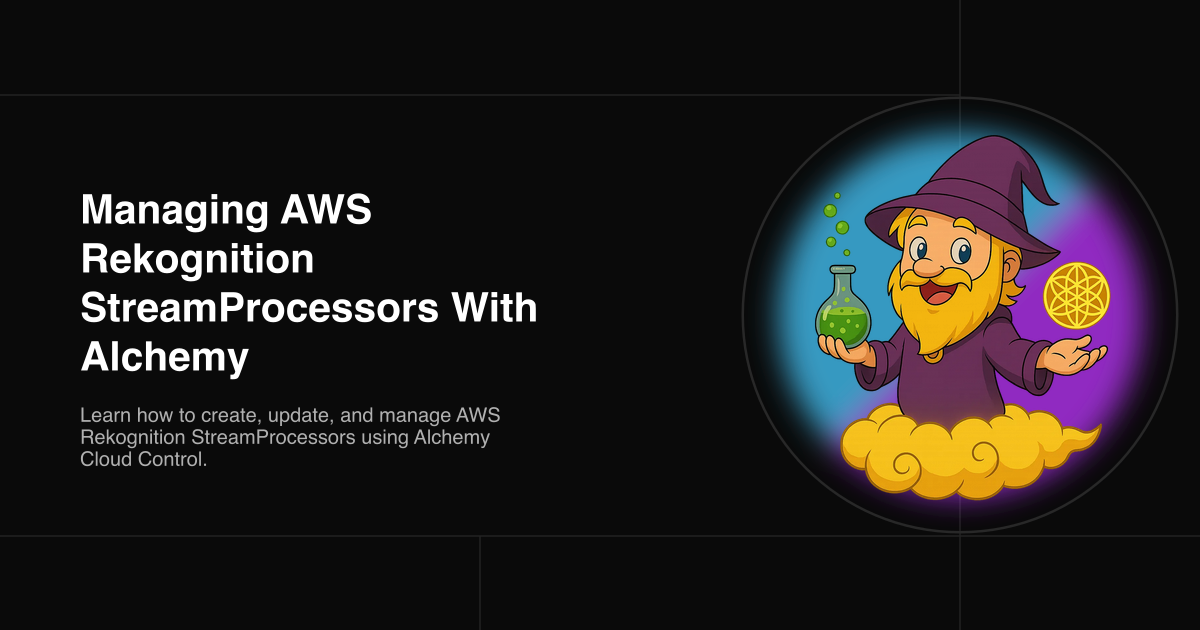 Managing AWS
Rekognition
StreamProcessors With
Alchemy
Learn how to create, update, and manage AWS
Rekognition StreamProcessors using Alchemy
Cloud Control.